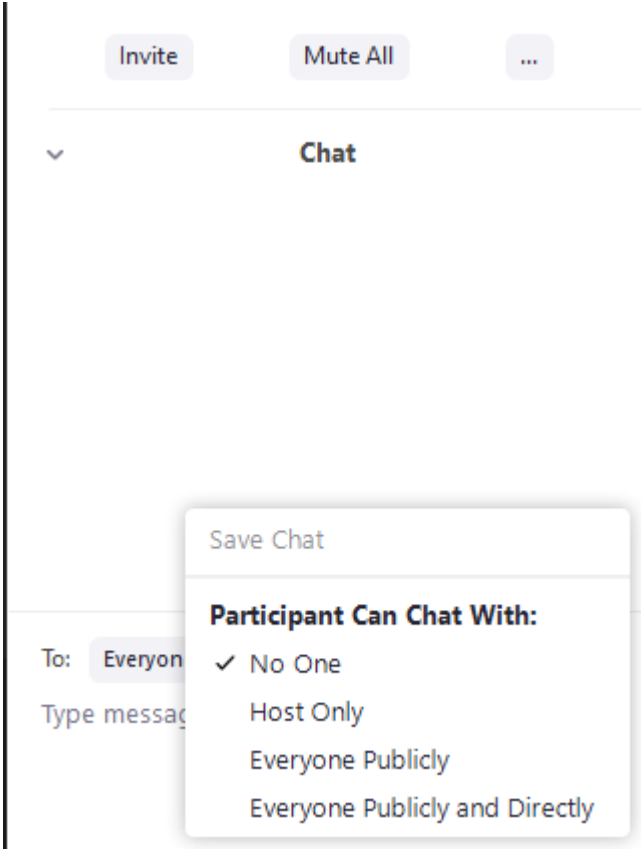 Invite Mute All ...
Chat
Save Chat
Participant Can Chat With:
To: Everyon
✓ No One
Type messag
Host Only
Everyone Publicly
Everyone Publicly and Directly